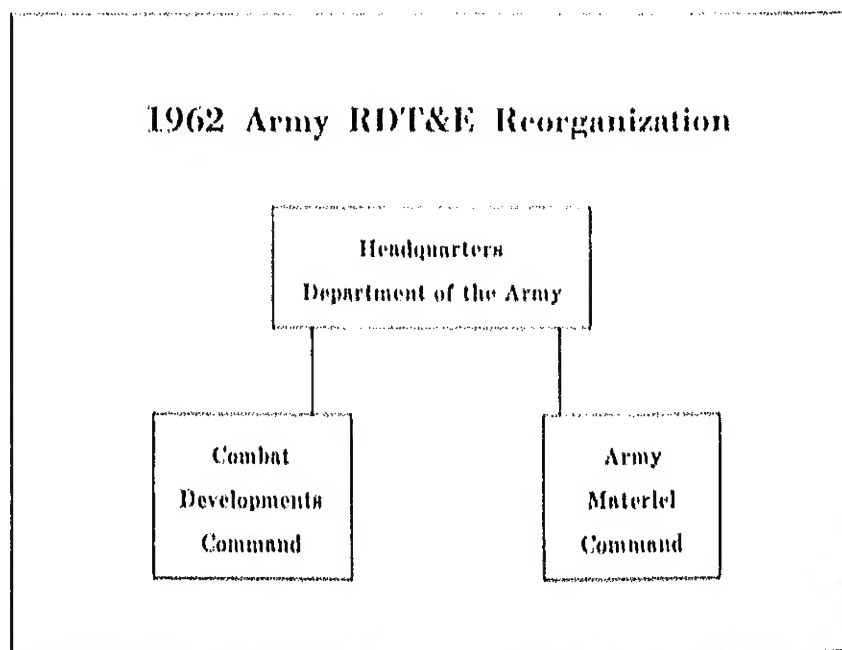 1962 Army RDT&E Reorganization
Headquarters
Department of the Army
Combat
Developments
Command
Army
Materiel
Command